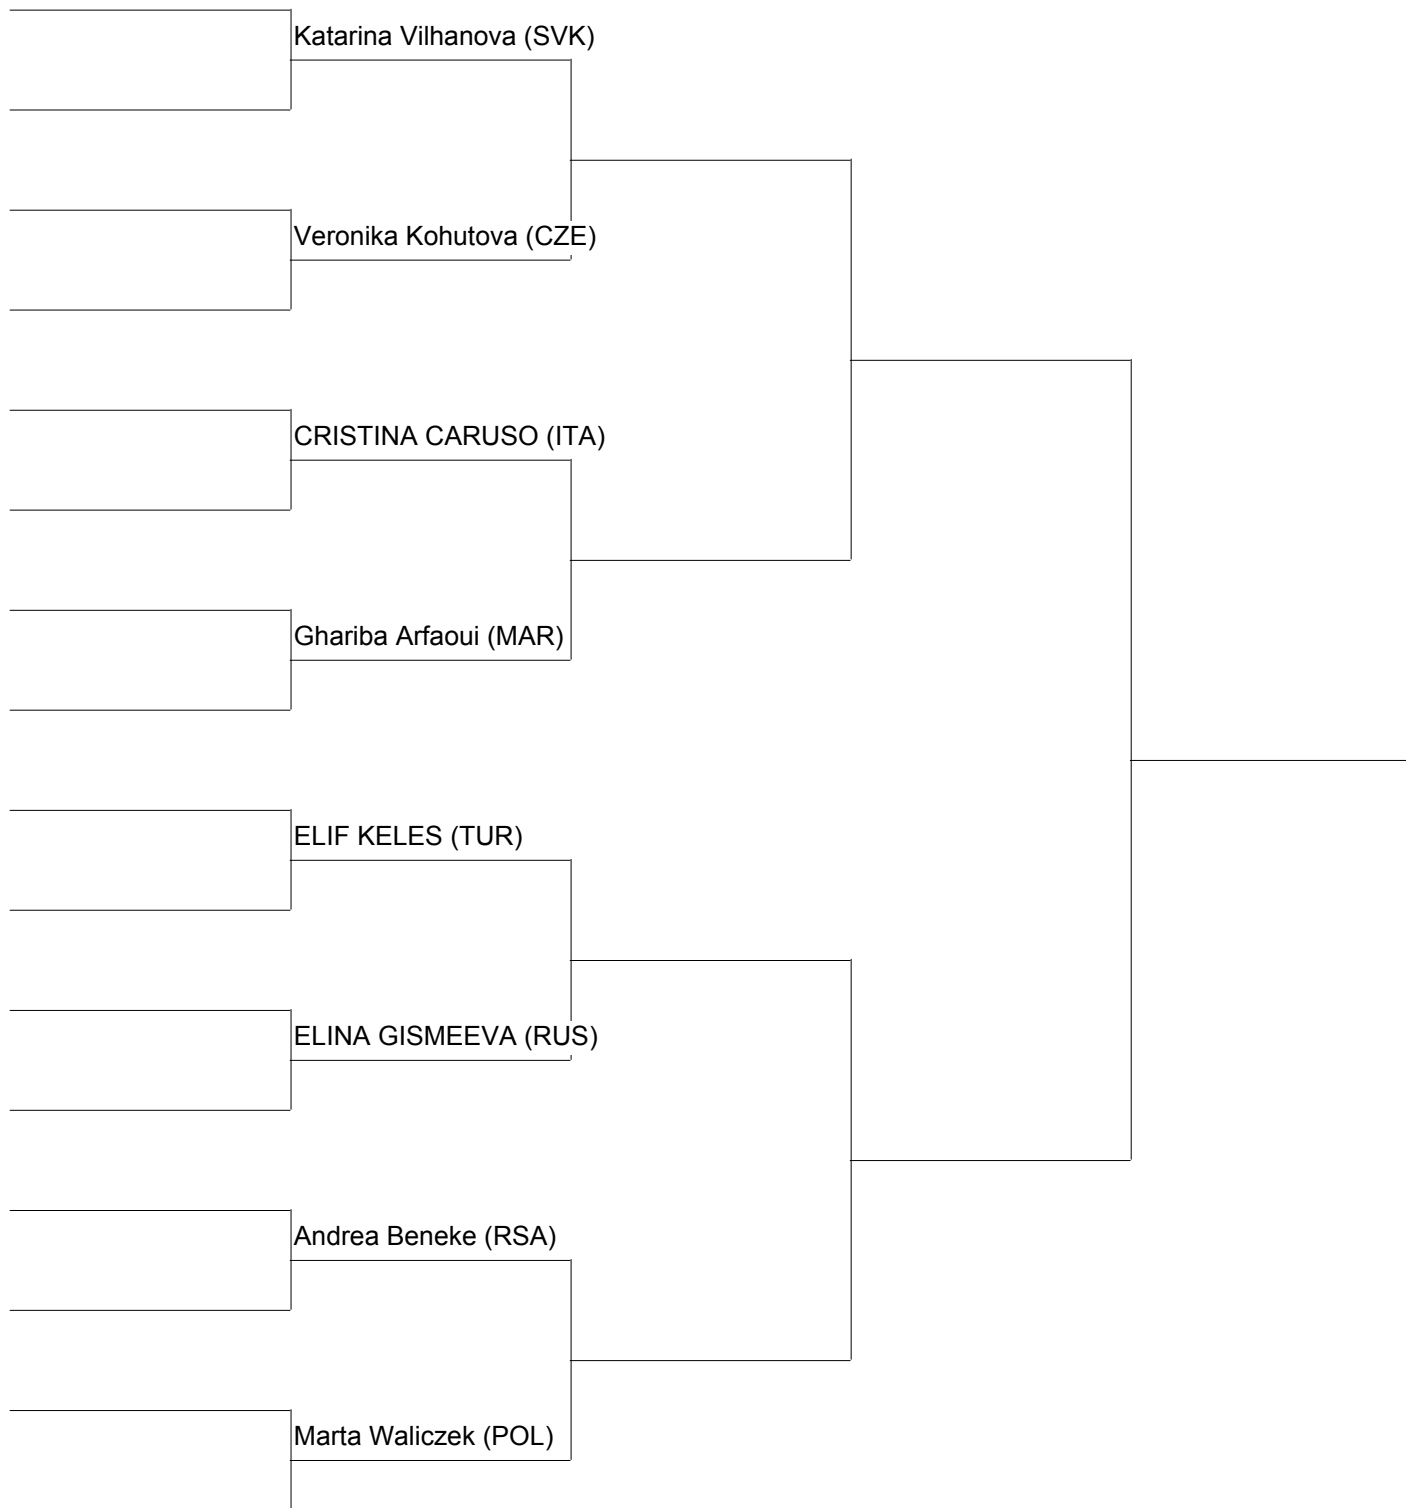 Katarina Vilhanova (SVK)
Veronika Kohutova (CZE)
CRISTINA CARUSO (ITA)
Ghariba Arfaoui (MAR)
ELIF KELES (TUR)
ELINA GISMEEVA (RUS)
Andrea Beneke (RSA)
Marta Waliczek (POL)